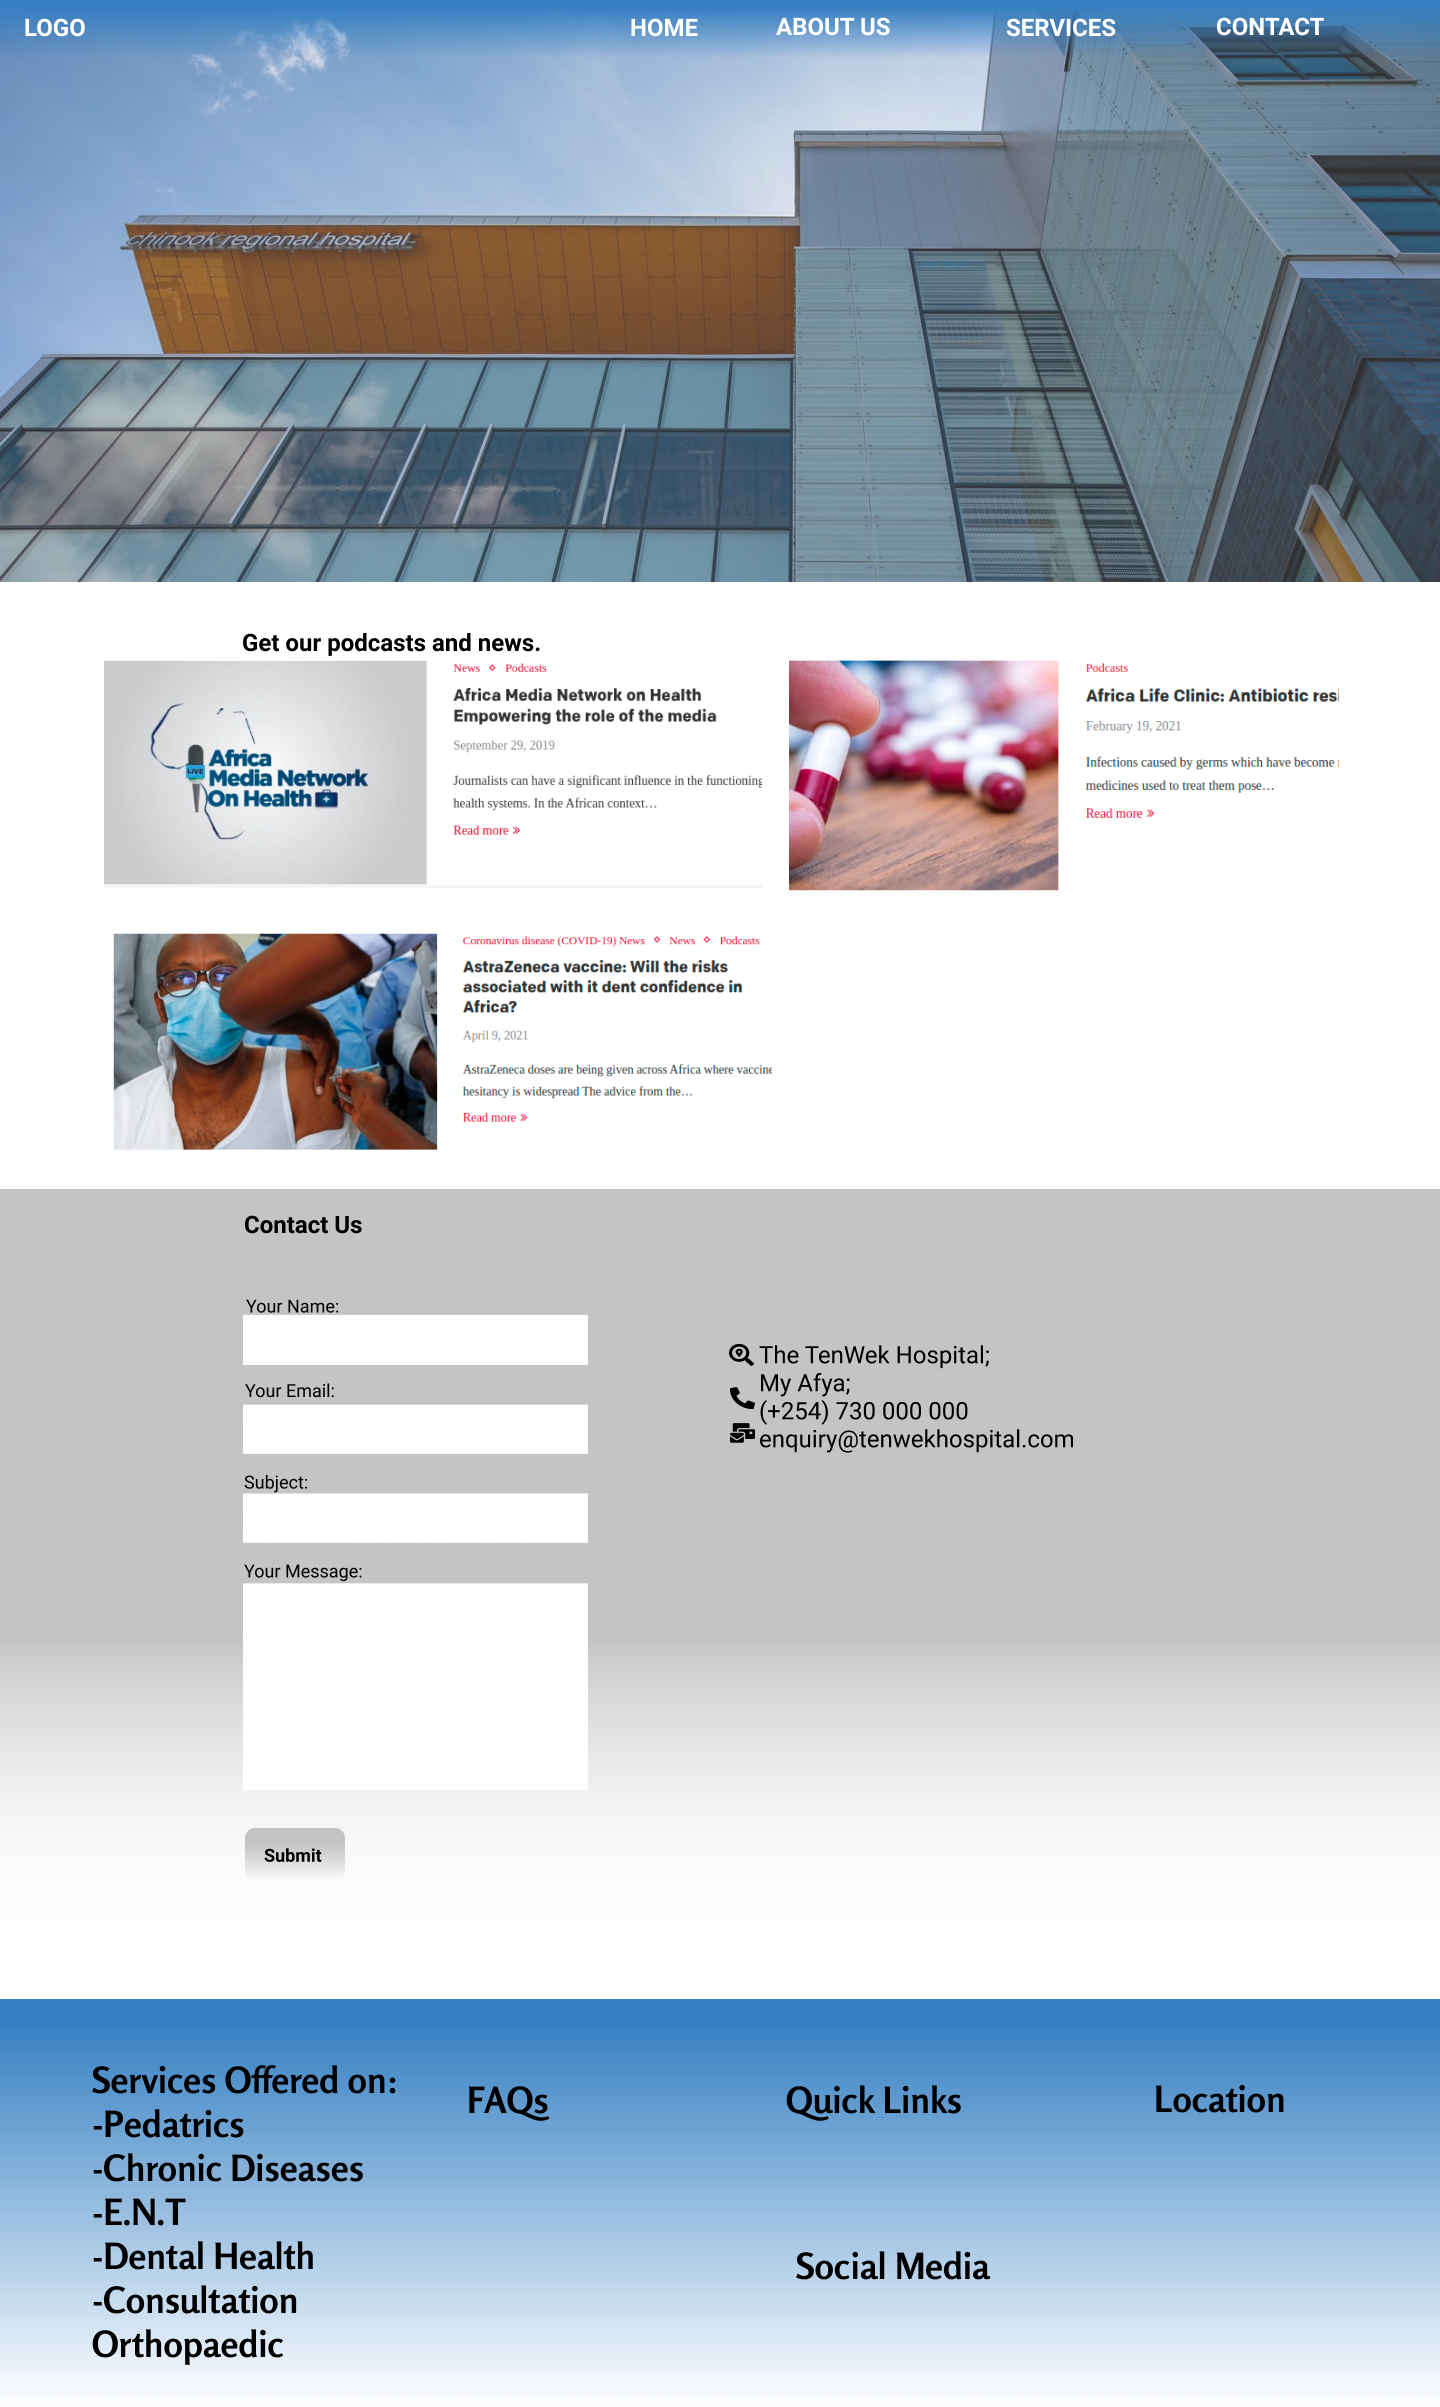 LOGO
HOME
ABOUT US
SERVICES
CONTACT
chinook regional hospital
Get our podcasts and news.
LIVE
Africa
Media Network
On Health
News Podcasts
Africa Media Network on Health
Empowering the role of the media
September 29, 2019
Journalists can have a significant influence in the functioning
health systems. In the African context…
Read more »
Podcasts
Africa Life Clinic: Antibiotic resi
February 19, 2021
Infections caused by germs which have become
medicines used to treat them pose…
Read more »
Coronavirus disease (COVID-19) News News Podcasts
AstraZeneca vaccine: Will the risks
associated with it dent confidence in
Africa?
April 9, 2021
AstraZeneca doses are being given across Africa where vaccine
hesitancy is widespread The advice from the…
Read more »
Contact Us
Your Name:
Your Email:
Subject:
Your Message:
Submit
The TenWek Hospital;
My Afya;
(+254) 730 000 000
enquiry@tenwekhospital.com
Services Offered on:
-Pedatrics
-Chronic Diseases
-E.N.T
-Dental Health
-Consultation
Orthopaedic
FAQs
Quick Links
Social Media
Location